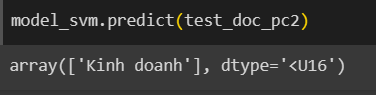 model_svm.predict(test_doc_pc2)
array(['Kinh doanh'], dtype='<U16')